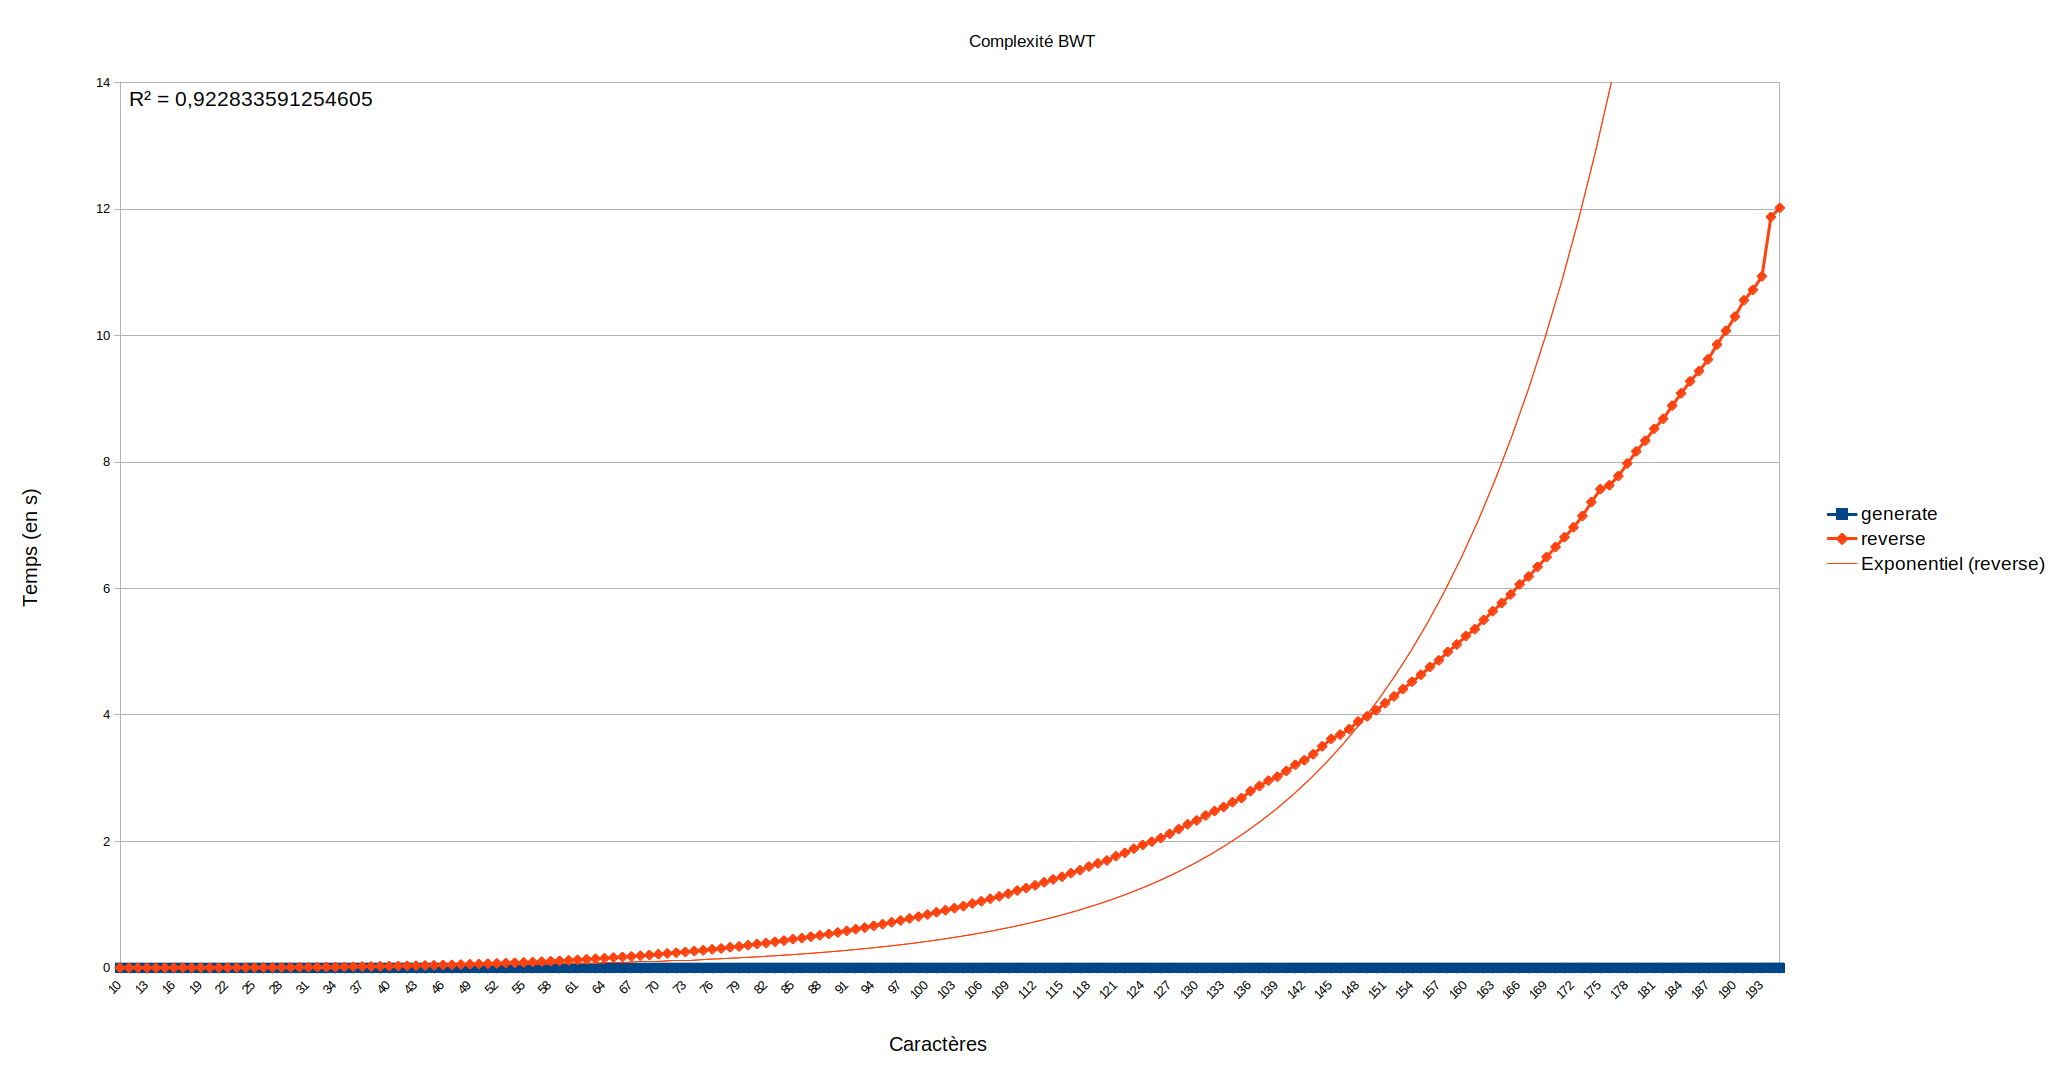 Complexité BWT
R² = 0,922833591254605
14
12
10
8
6
4
2
0
Temps (en s)
10 13 16 19 22 25 28 31 34 37 40 43 46 49 52 55 58 61 64 67 70 73 76 79 82 85 88 91 94 97 100 103 106 109 112 115 118 121 124 127 130 133 136 139 142 145 148 151 154 157 160 163 166 169 172 175 178 181 184 187 190 193
Caractères
generate
reverse
Exponentiel (reverse)